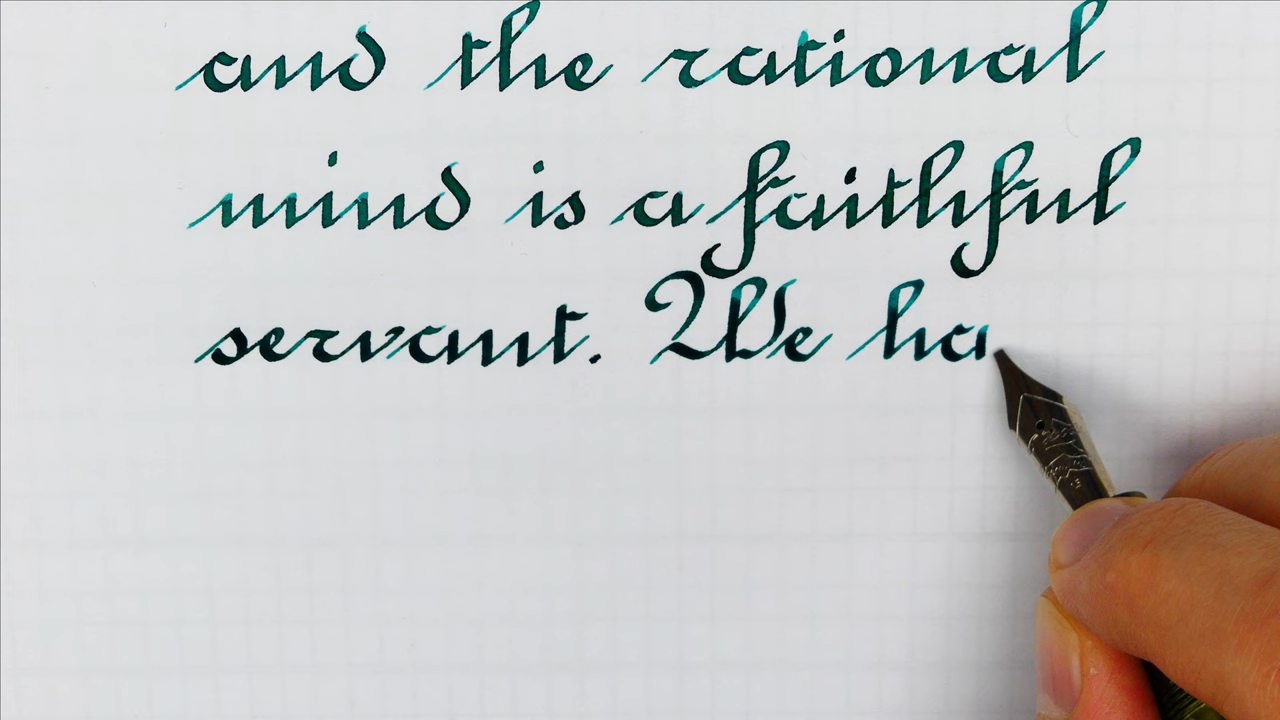 and the rational
mind is a faithful
servant. We ha